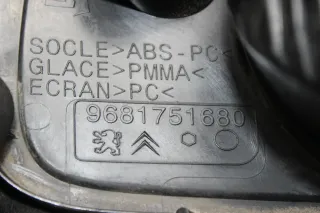 SOCLE>ABS-PC<
GLACE>PMMA<
ECRAN>PC<
9681751680